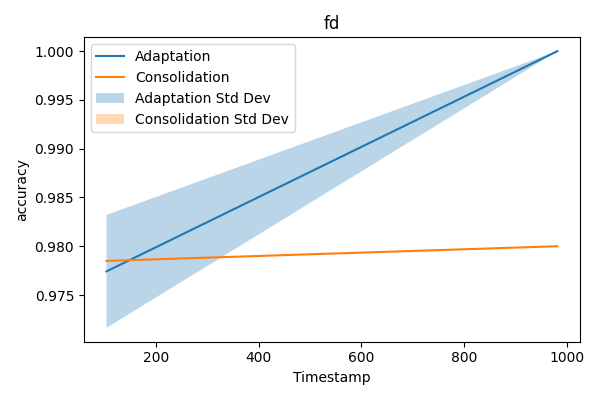 fd
Adaptation
Consolidation
Adaptation Std Dev
Consolidation Std Dev
accuracy
1.000
0.995
0.990
0.985
0.980
0.975
200
400
600
800
1000
Timestamp